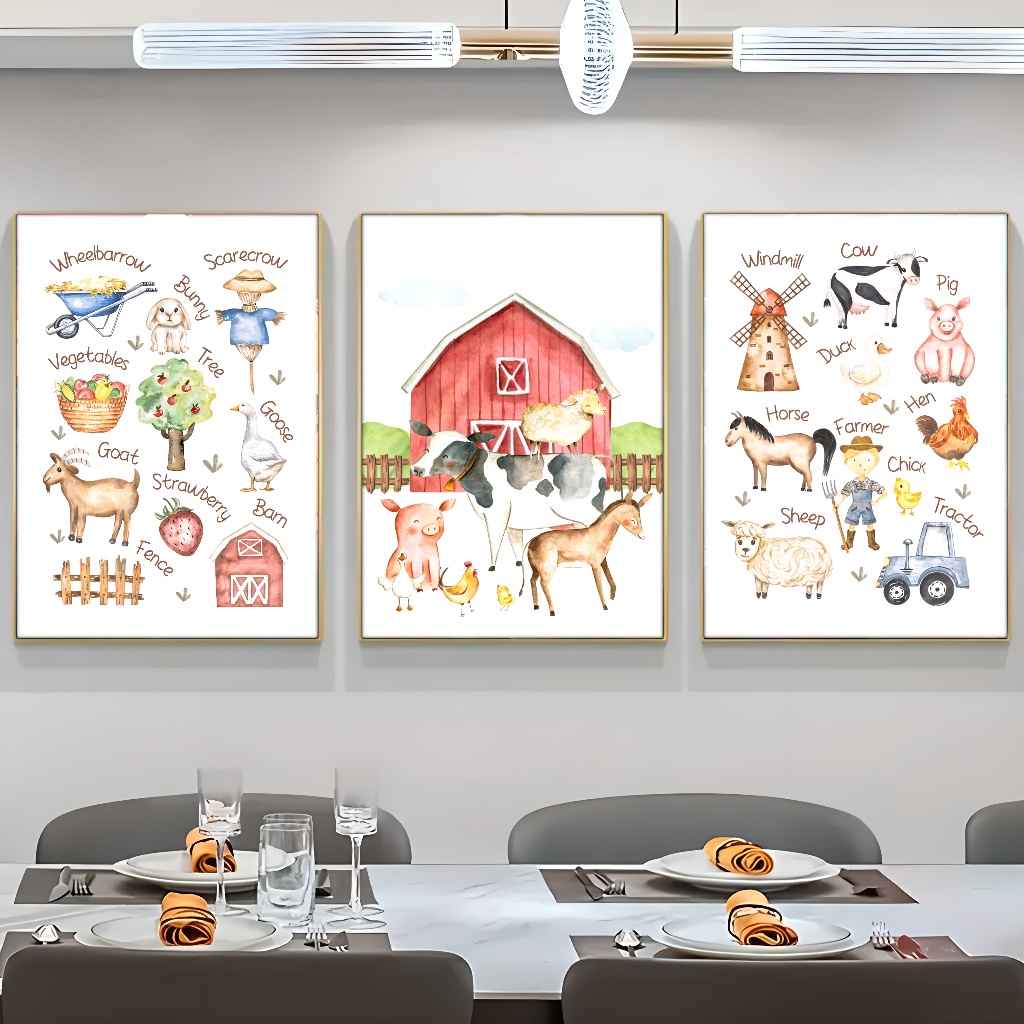 Wheelbarrow
Scarecrow
Bunny
Vegetables
Tree
Goose
Goat
Strawberry
Barn
Fence
Windmill
Cow
Pig
Duck
Hen
Horse
Farmer
Chick
Sheep
Tractor